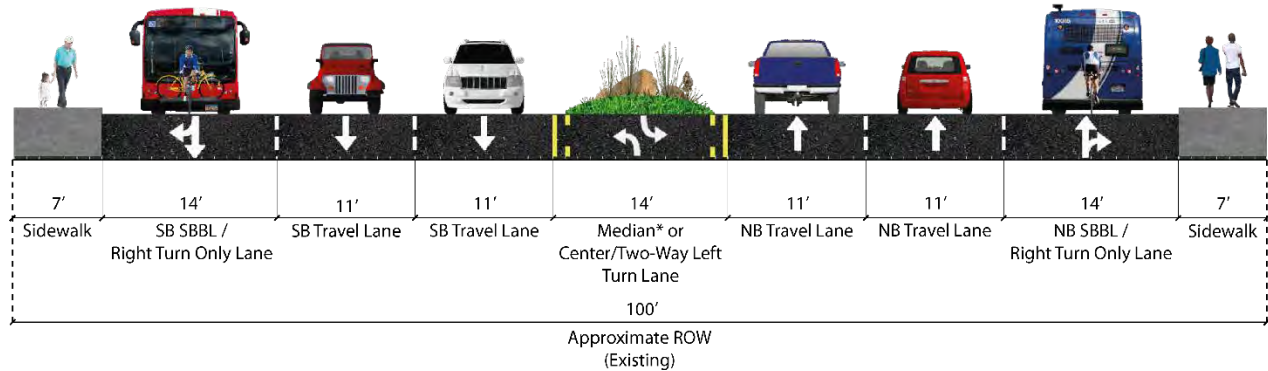 7’
14’
11’
11’
14’
11’
11’
14’
7’
Sidewalk
SB SBBL /
Right Turn Only Lane
SB Travel Lane
SB Travel Lane
Median* or
Center/Two-Way Left
Turn Lane
NB Travel Lane
NB Travel Lane
NB SBBL /
Right Turn Only Lane
Sidewalk
100’
Approximate ROW
(Existing)